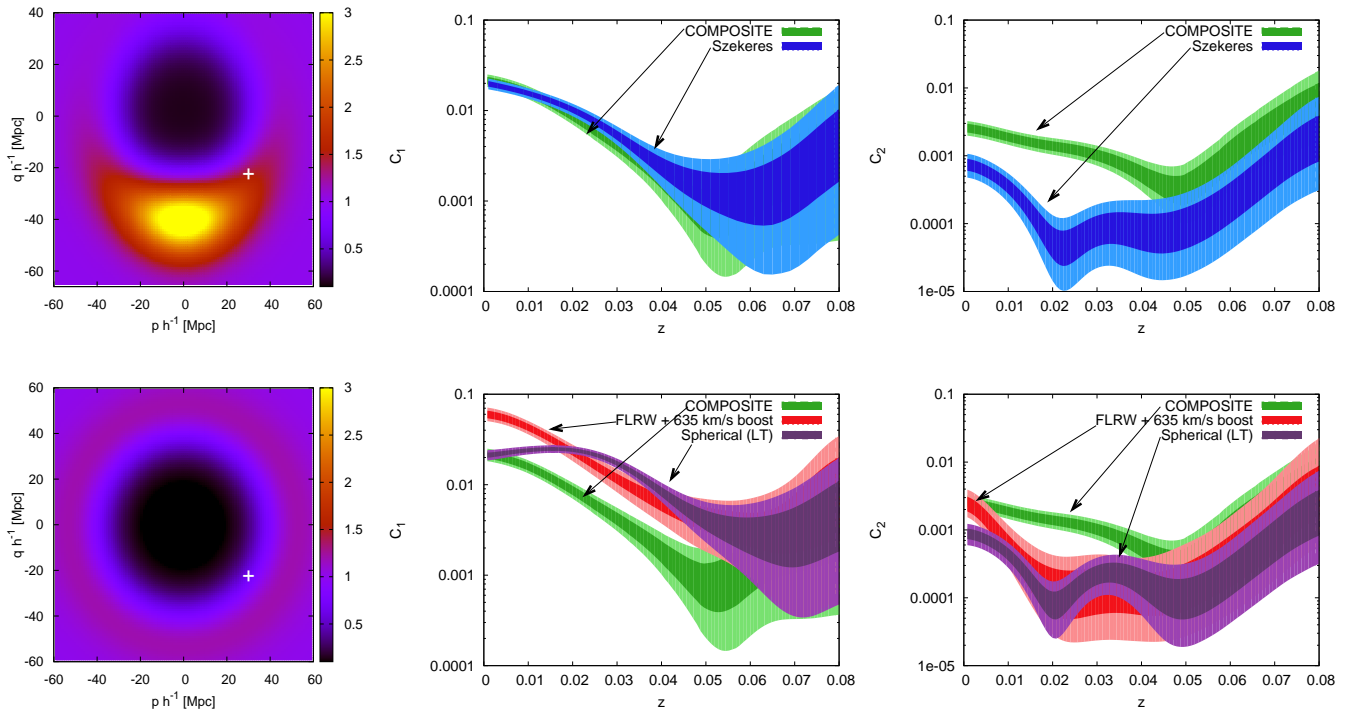 40
20
0
-20
-40
-60
q h-1 [Mpc]
-60 -40 -20 0 20 40 60
p h-1 [Mpc]
3
2.5
2
1.5
1
0.5
0.1
0.01
0.001
0.0001
C1
0 0.01 0.02 0.03 0.04 0.05 0.06 0.07 0.08
z
COMPOSITE
Szekeres
0.1
0.01
0.001
0.0001
1e-05
C2
0 0.01 0.02 0.03 0.04 0.05 0.06 0.07 0.08
z
COMPOSITE
Szekeres
60
40
20
0
-20
-40
-60
q h-1 [Mpc]
-60 -40 -20 0 20 40 60
p h-1 [Mpc]
3
2.5
2
1.5
1
0.5
0.1
0.01
0.001
0.0001
C1
0 0.01 0.02 0.03 0.04 0.05 0.06 0.07 0.08
z
COMPOSITE
FLRW + 635 km/s boost
Spherical (LT)
0.1
0.01
0.001
0.0001
1e-05
C2
0 0.01 0.02 0.03 0.04 0.05 0.06 0.07 0.08
z
COMPOSITE
FLRW + 635 km/s boost
Spherical (LT)